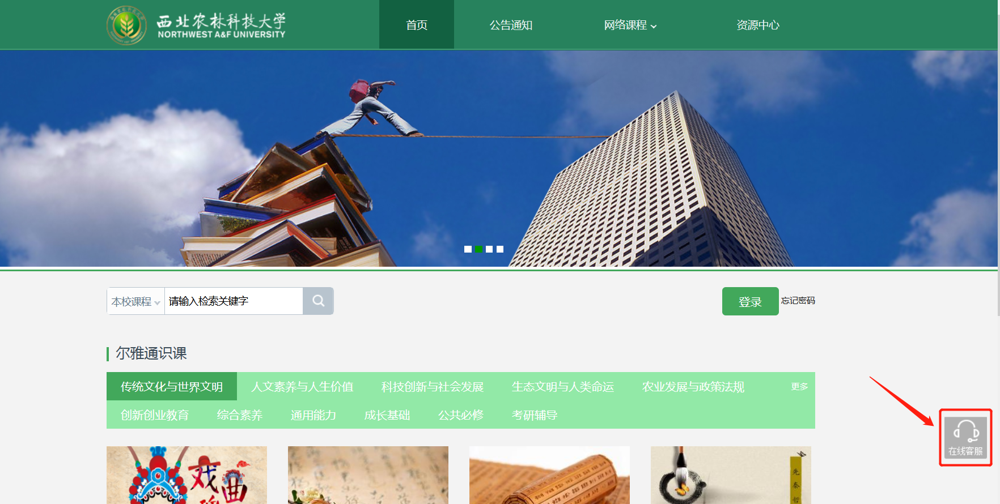 西北农林科技大学
NORTHWEST A&F UNIVERSITY
首页
公告通知
网络课程
资源中心
本校课程
请输入检索关键字
登录
忘记密码
尔雅通识课
传统文化与世界文明
人文素养与人生价值
科技创新与社会发展
生态文明与人类命运
农业发展与政策法规
更多
创新创业教育
综合素养
通用能力
成长基础
公共必修
考研辅导
在线客服
戏
曲
先
秦
哲